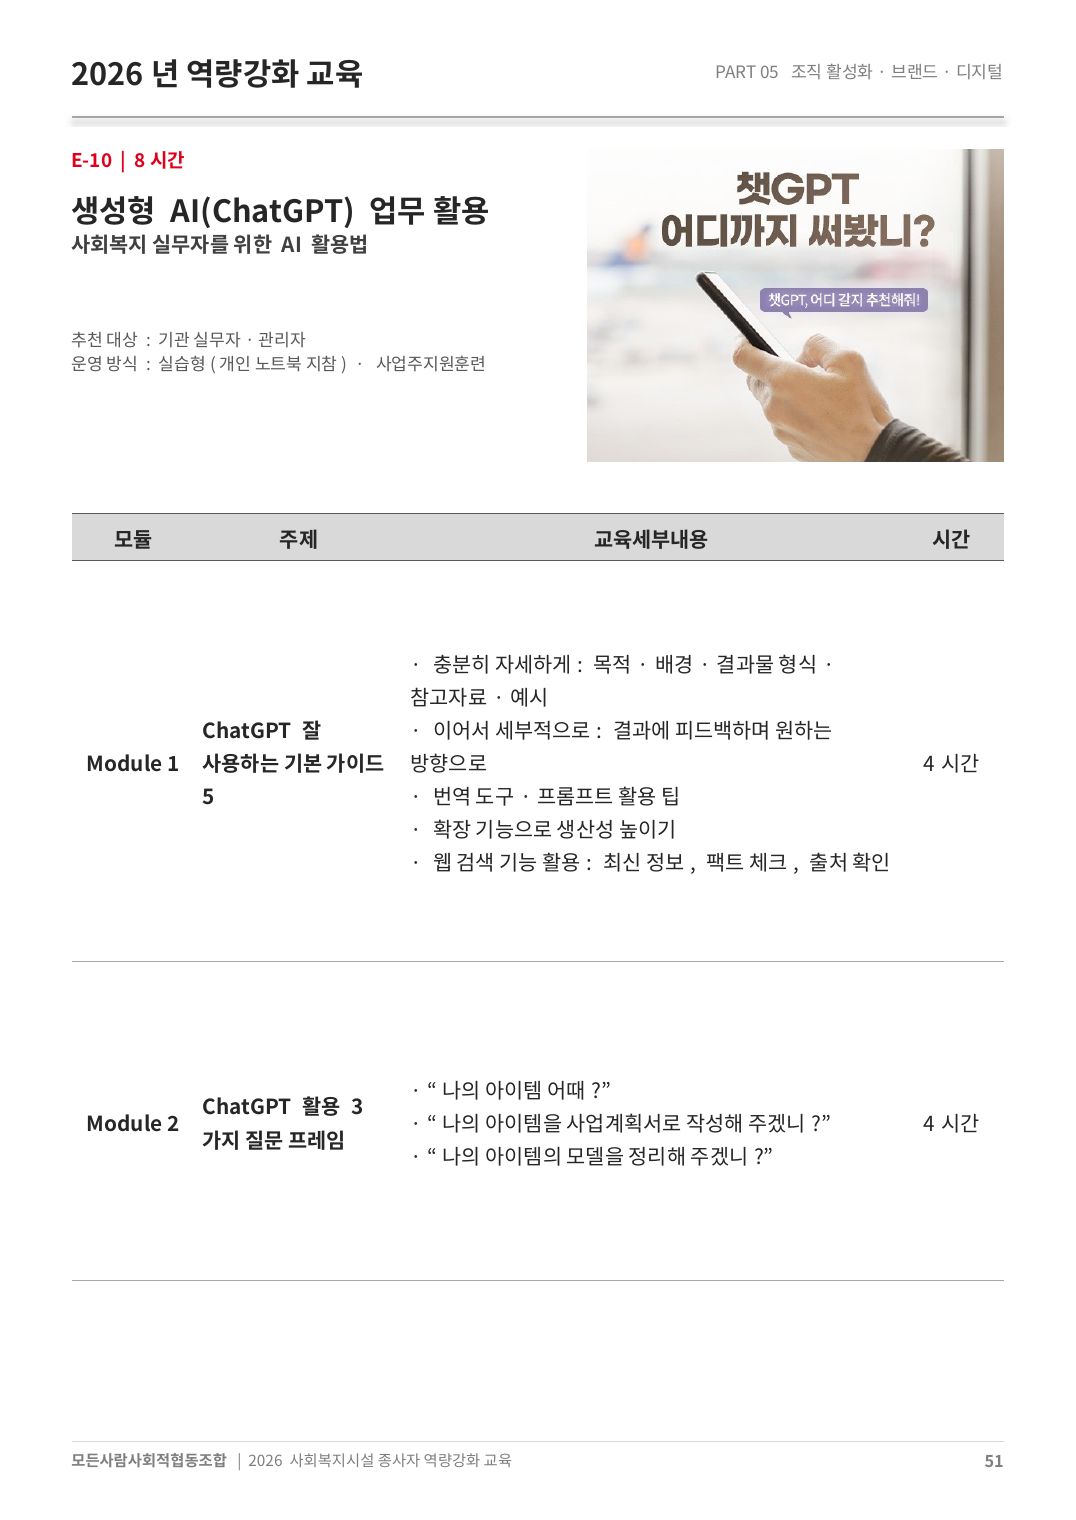 2026 년 역량강화 교육
PART 05 조직 활성화 · 브랜드 · 디지털
E-10 | 8 시간
생성형 AI(ChatGPT) 업무 활용
사회복지 실무자를 위한 AI 활용법
추천 대상 : 기관 실무자 · 관리자
운영 방식 : 실습형 ( 개인 노트북 지참 ) · 사업주지원훈련
챗GPT
어디까지 써봤니?
챗GPT, 어디 갈지 추천해줘!
모듈 주제 교육세부내용 시간
Module 1
ChatGPT 잘
사용하는 기본 가이드
5
· 충분히 자세하게 : 목적 · 배경 · 결과물 형식 ·
참고자료 · 예시
· 이어서 세부적으로 : 결과에 피드백하며 원하는
방향으로
· 번역 도구 · 프롬프트 활용 팁
· 확장 기능으로 생산성 높이기
· 웹 검색 기능 활용 : 최신 정보 , 팩트 체크 , 출처 확인
4 시간
Module 2
ChatGPT 활용 3
가지 질문 프레임
· “ 나의 아이템 어때 ?”
· “ 나의 아이템을 사업계획서로 작성해 주겠니 ?”
· “ 나의 아이템의 모델을 정리해 주겠니 ?”
4 시간
모든사람사회적협동조합 | 2026 사회복지시설 종사자 역량강화 교육
51